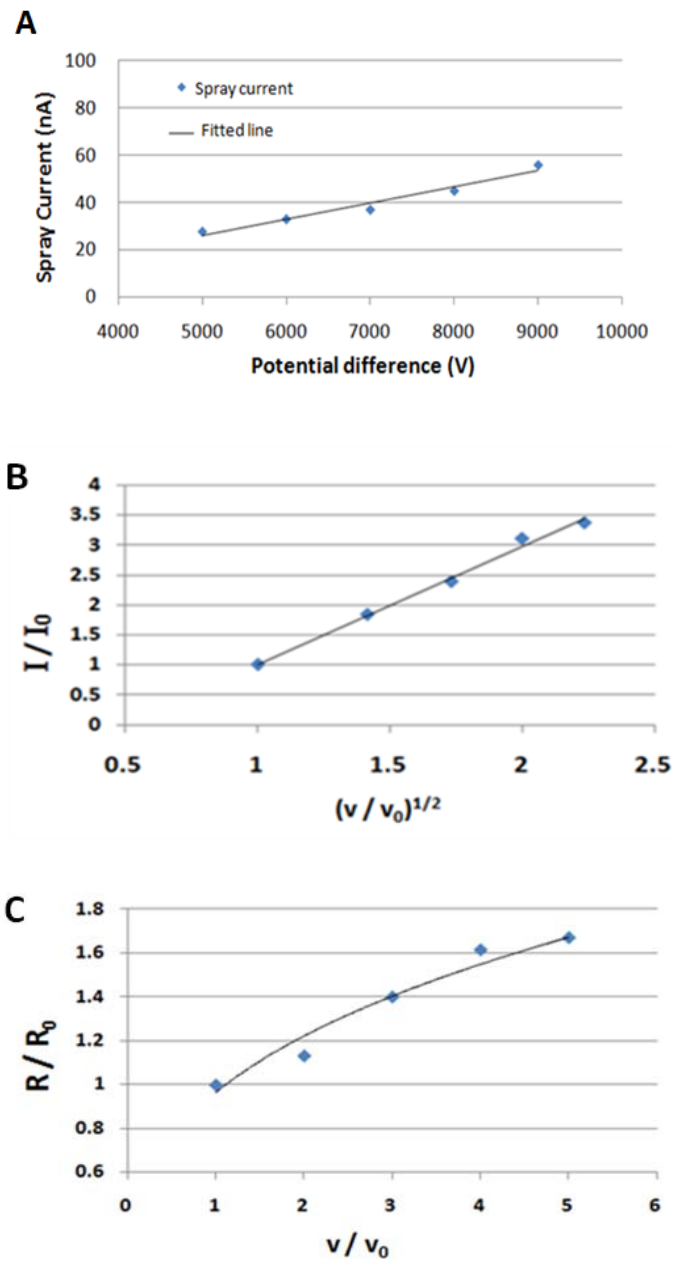 A
100
80
60
40
20
0
Spray Current (nA)
Spray current
Fitted line
4000 5000 6000 7000 8000 9000 10000
Potential difference (V)
B
4
3.5
3
2.5
2
1.5
1
0.5
0
I / I₀
0.5 1 1.5 2 2.5
(v / v₀)¹/²
C
1.8
1.6
1.4
1.2
1
0.8
0.6
R / R₀
0 1 2 3 4 5 6
v / v₀